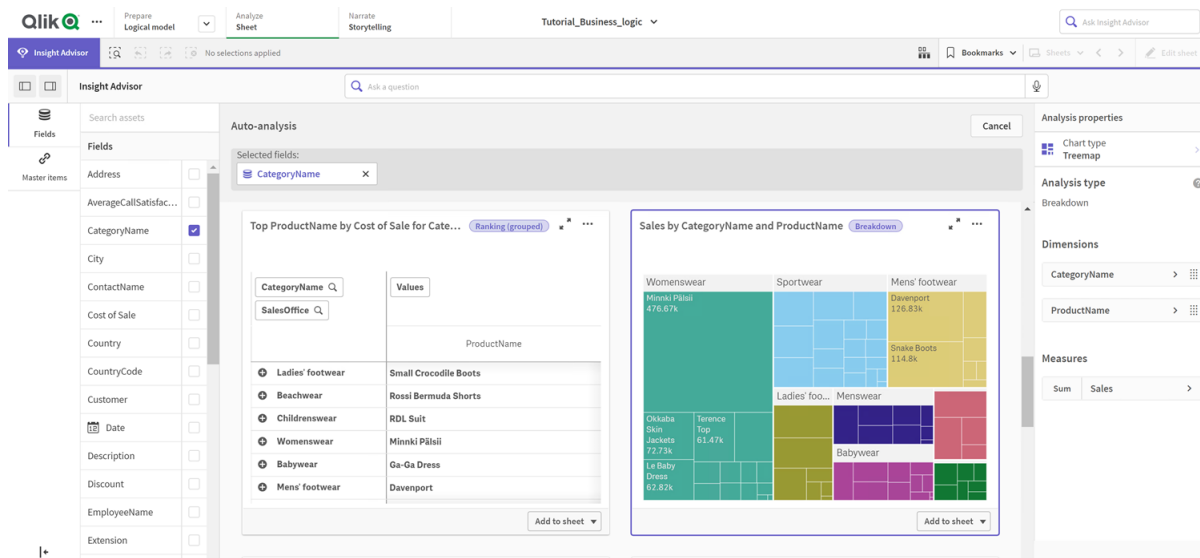 Qlik
Prepare
Logical model
Analyze
Sheet
Narrate
Storytelling
Tutorial_Business_logic
Ask Insight Advisor
Insight Advisor
No selections applied
Bookmarks
Sheets
Edit sheet
Insight Advisor
Ask a question
Fields
Master items
Search assets
Fields
Address
AverageCallSatisfac...
CategoryName
City
ContactName
Cost of Sale
Country
CountryCode
Customer
Date
Description
Discount
EmployeeName
Extension
Auto-analysis
Cancel
Selected fields:
CategoryName
Top ProductName by Cost of Sale for Cate...
Ranking (grouped)
CategoryName
Values
SalesOffice
ProductName
Ladies' footwear
Small Crocodile Boots
Beachwear
Rossi Bermuda Shorts
Childrenswear
RDL Suit
Womenswear
Minnki Pälsii
Babywear
Ga-Ga Dress
Mens' footwear
Davenport
Add to sheet
Sales by CategoryName and ProductName
Breakdown
Womenswear
Sportwear
Mens' footwear
Minnki Pälsii
476.67k
Davenport
126.83k
Snake Boots
114.8k
Ladies' foo...
Menswear
Okkaba
Skin
Jackets
72.73k
Terence
Top
61.47k
Babywear
Le Baby
Dress
62.82k
Add to sheet
Analysis properties
Chart type
Treemap
Analysis type
Breakdown
Dimensions
CategoryName
ProductName
Measures
Sum
Sales